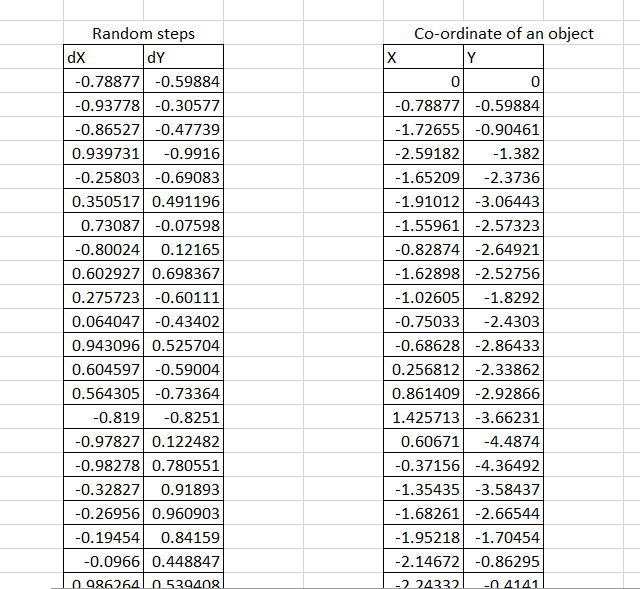 Random steps Co-ordinate of an object
dX dY X Y
-0.78877 -0.59884 0 0
-0.93778 -0.30577 -0.78877 -0.59884
-0.86527 -0.47739 -1.72655 -0.90461
0.939731 -0.9916 -2.59182 -1.382
-0.25803 -0.69083 -1.65209 -2.3736
0.350517 0.491196 -1.91012 -3.06443
0.73087 -0.07598 -1.55961 -2.57323
-0.80024 0.12165 -0.82874 -2.64921
0.602927 0.698367 -1.62898 -2.52756
0.275723 -0.60111 -1.02605 -1.8292
0.064047 -0.43402 -0.75033 -2.4303
0.943096 0.525704 -0.68628 -2.86433
0.604597 -0.59004 0.256812 -2.33862
0.564305 -0.73364 0.861409 -2.92866
-0.819 -0.8251 1.425713 -3.66231
-0.97827 0.122482 0.60671 -4.4874
-0.98278 0.780551 -0.37156 -4.36492
-0.32827 0.91893 -1.35435 -3.58437
-0.26956 0.960903 -1.68261 -2.66544
-0.19454 0.84159 -1.95218 -1.70454
-0.0966 0.448847 -2.14672 -0.86295
0.986264 0.539408 -2.24332 -0.4141